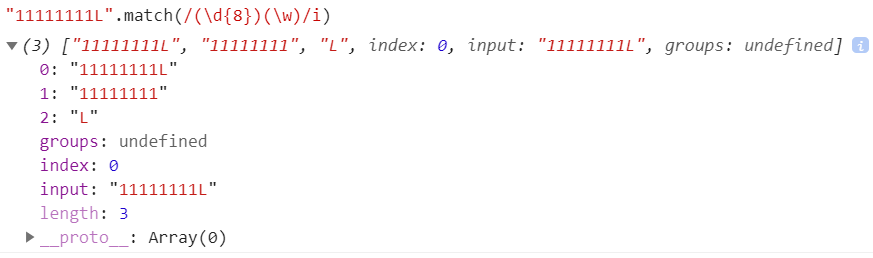 "11111111L".match(/(\d{8})(\w)/i)
▼(3) ["11111111L", "11111111", "L", index: 0, input: "11111111L", groups: undefined] i
0: "11111111L"
1: "11111111"
2: "L"
groups: undefined
index: 0
input: "11111111L"
length: 3
▶__proto__: Array(0)